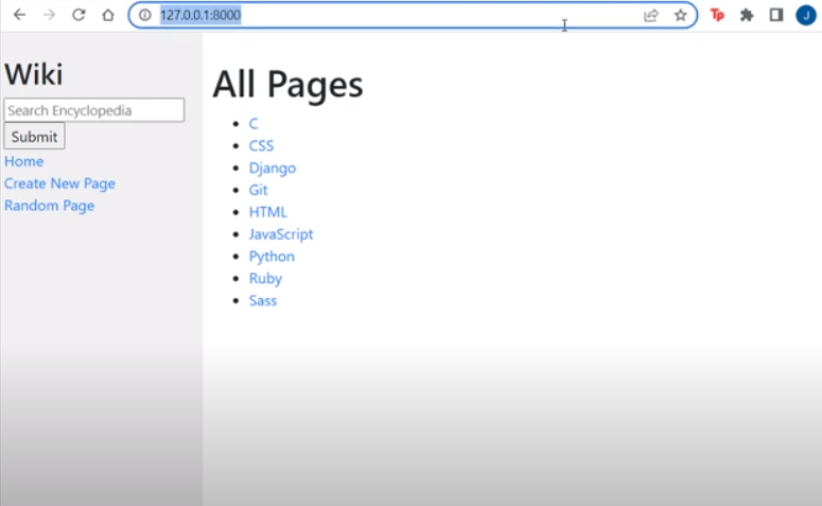 127.0.0.1:8000
Tp
J
Wiki
Search Encyclopedia
Submit
Home
Create New Page
Random Page
All Pages
C
CSS
Django
Git
HTML
JavaScript
Python
Ruby
Sass